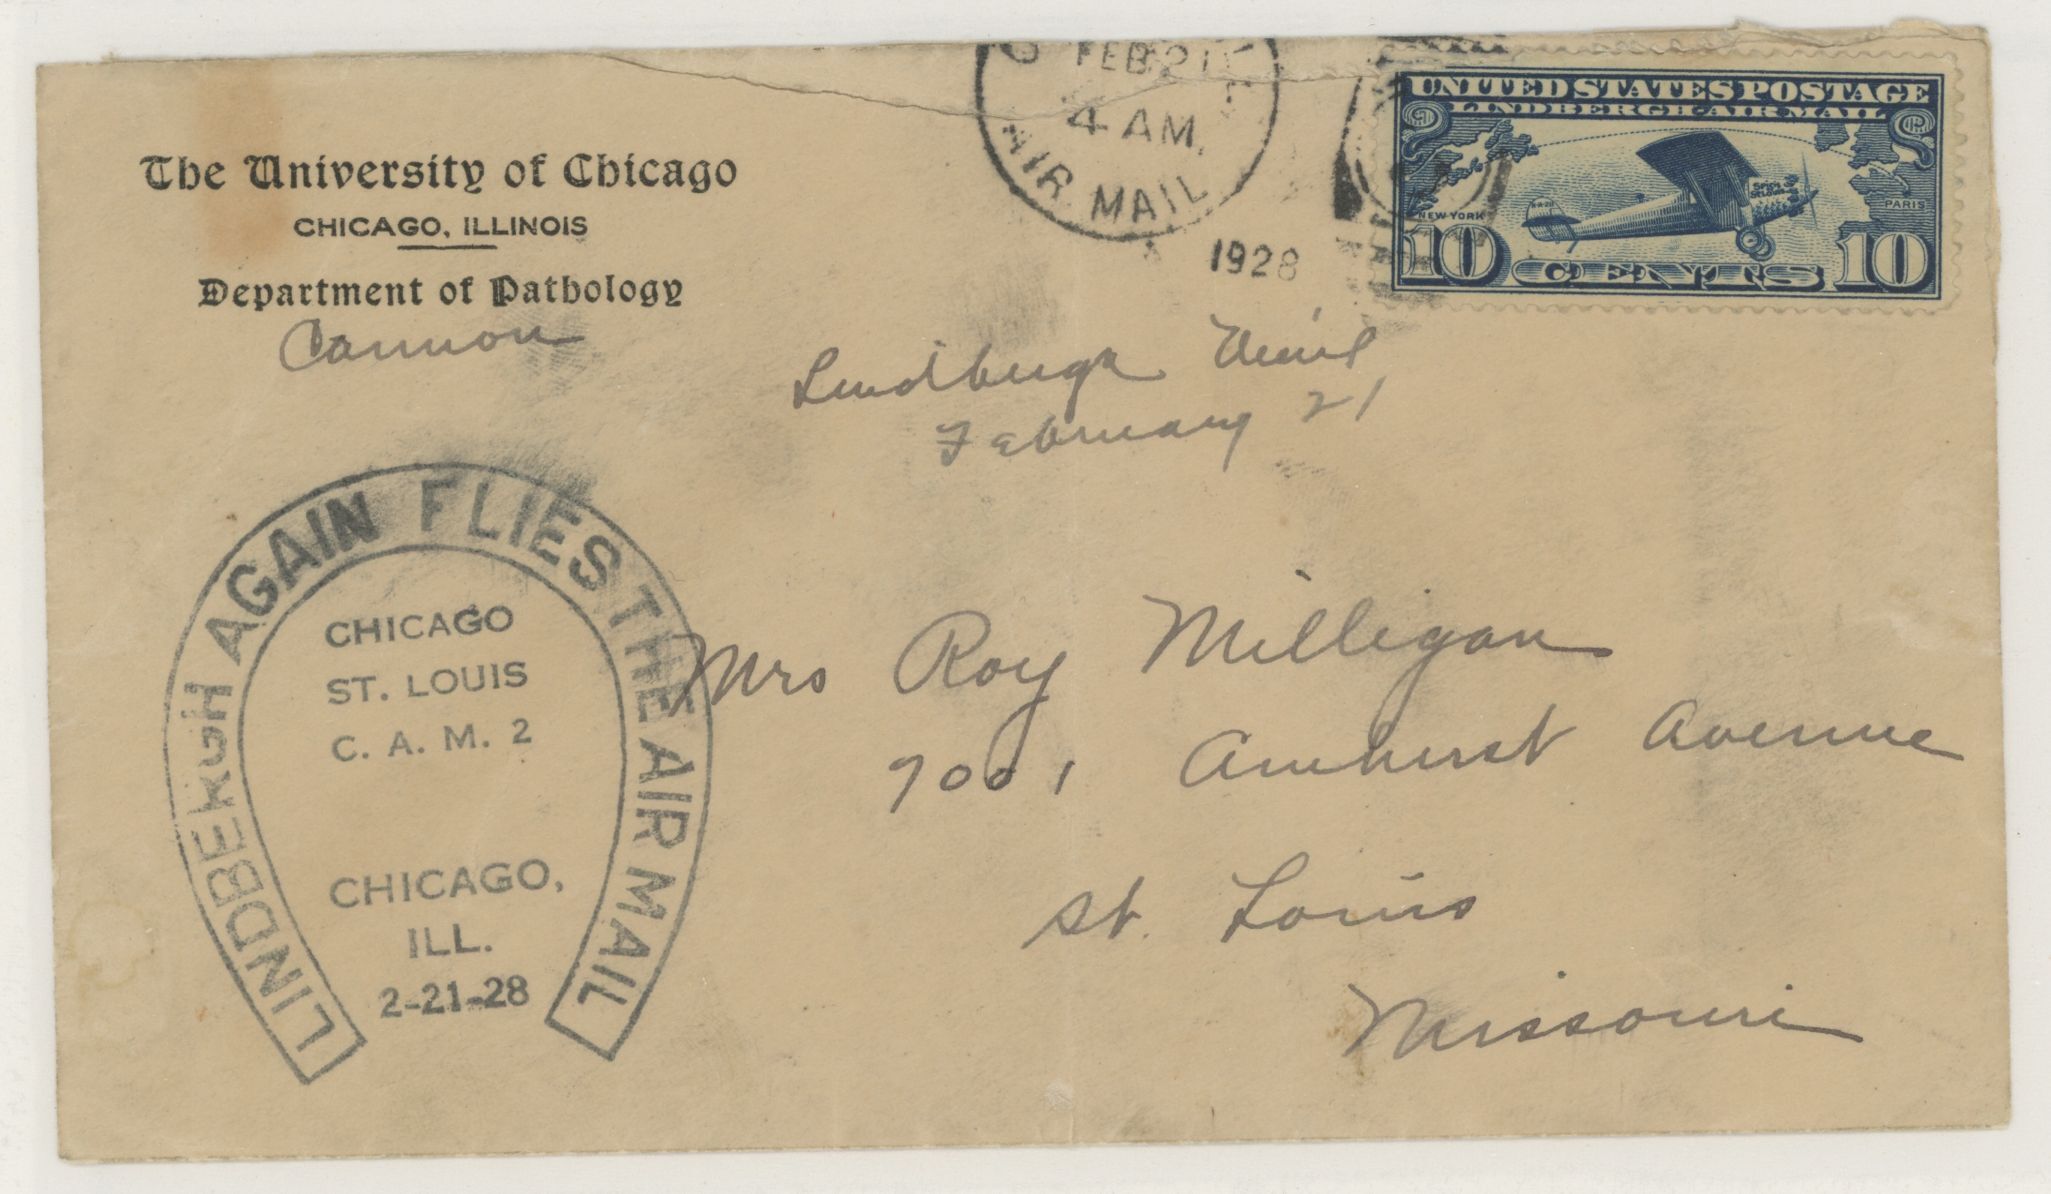 The University of Chicago
CHICAGO, ILLINOIS
Department of Pathology
Cannon
FEB 21
4 AM.
AIR MAIL
1928
UNITED STATES POSTAGE
LINDBERGH AIR MAIL
NEW YORK
PARIS
10 CENTS 10
Lindbergh Mail
February 21
LINDBERGH AGAIN FLIES THE AIR MAIL
CHICAGO
ST. LOUIS
C. A. M. 2
CHICAGO,
ILL.
2-21-28
Mrs Roy Milligan
7001 Amherst Avenue
St. Louis
Missouri